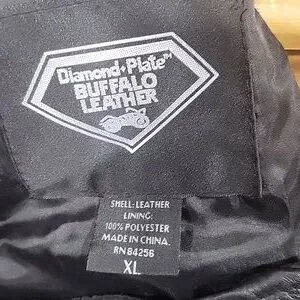 Diamond Plate™
BUFFALO
LEATHER
SHELL: LEATHER
LINING:
100% POLYESTER
MADE IN CHINA.
RN 84256
XL